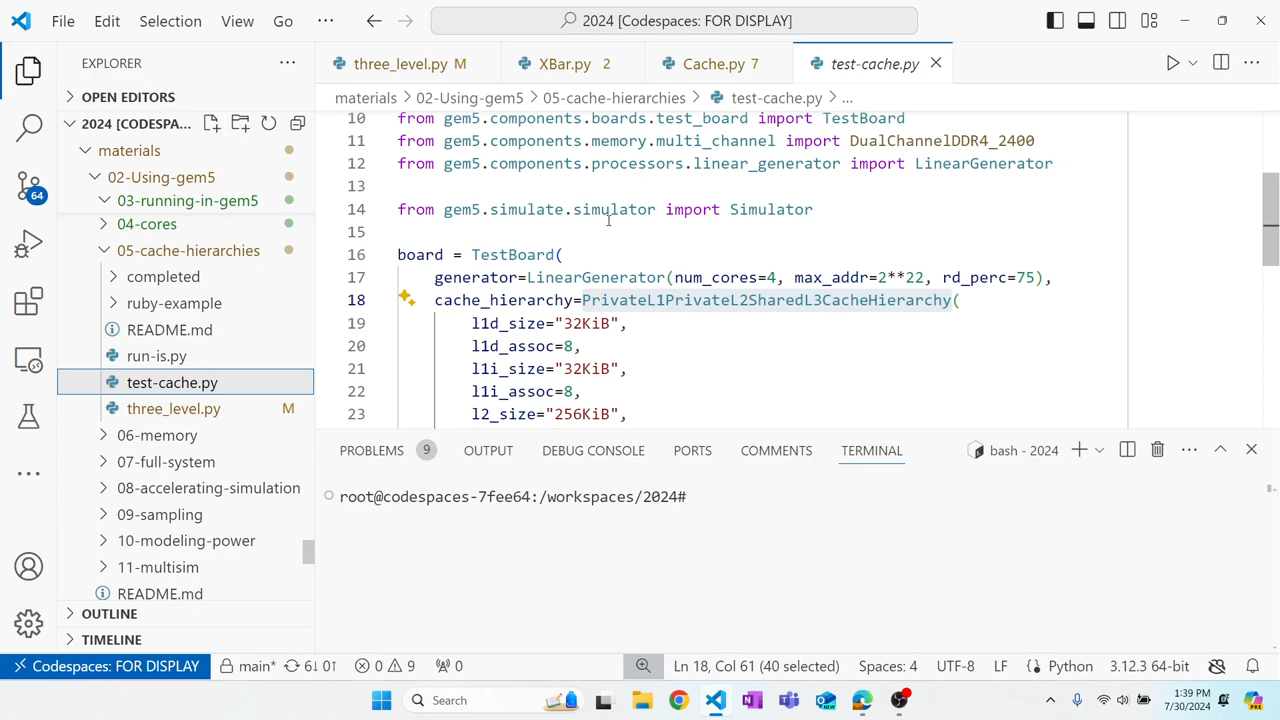 File Edit Selection View Go ··· 2024 [Codespaces: FOR DISPLAY]
EXPLORER
three_level.py M XBar.py 2 Cache.py 7 test-cache.py
OPEN EDITORS
materials > 02-Using-gem5 > 05-cache-hierarchies > test-cache.py > ...
2024 [CODESPA...
materials
02-Using-gem5
03-running-in-gem5
04-cores
05-cache-hierarchies
completed
ruby-example
README.md
run-is.py
test-cache.py
three_level.py M
06-memory
07-full-system
08-accelerating-simulation
09-sampling
10-modeling-power
11-multisim
README.md
OUTLINE
TIMELINE
64
10 from gem5.components.boards.test_board import TestBoard
11 from gem5.components.memory.multi_channel import DualChannelDDR4_2400
12 from gem5.components.processors.linear_generator import LinearGenerator
13
14 from gem5.simulate.simulator import Simulator
15
16 board = TestBoard(
17 generator=LinearGenerator(num_cores=4, max_addr=2**22, rd_perc=75),
18 cache_hierarchy=PrivateL1PrivateL2SharedL3CacheHierarchy(
19 l1d_size="32KiB",
20 l1d_assoc=8,
21 l1i_size="32KiB",
22 l1i_assoc=8,
23 l2_size="256KiB",
PROBLEMS 9 OUTPUT DEBUG CONSOLE PORTS COMMENTS TERMINAL bash - 2024
root@codespaces-7fee64:/workspaces/2024#
Codespaces: FOR DISPLAY main* 6↓ 0↑ 0 9 0 Ln 18, Col 61 (40 selected) Spaces: 4 UTF-8 LF Python 3.12.3 64-bit
Search
1:39 PM
7/30/2024